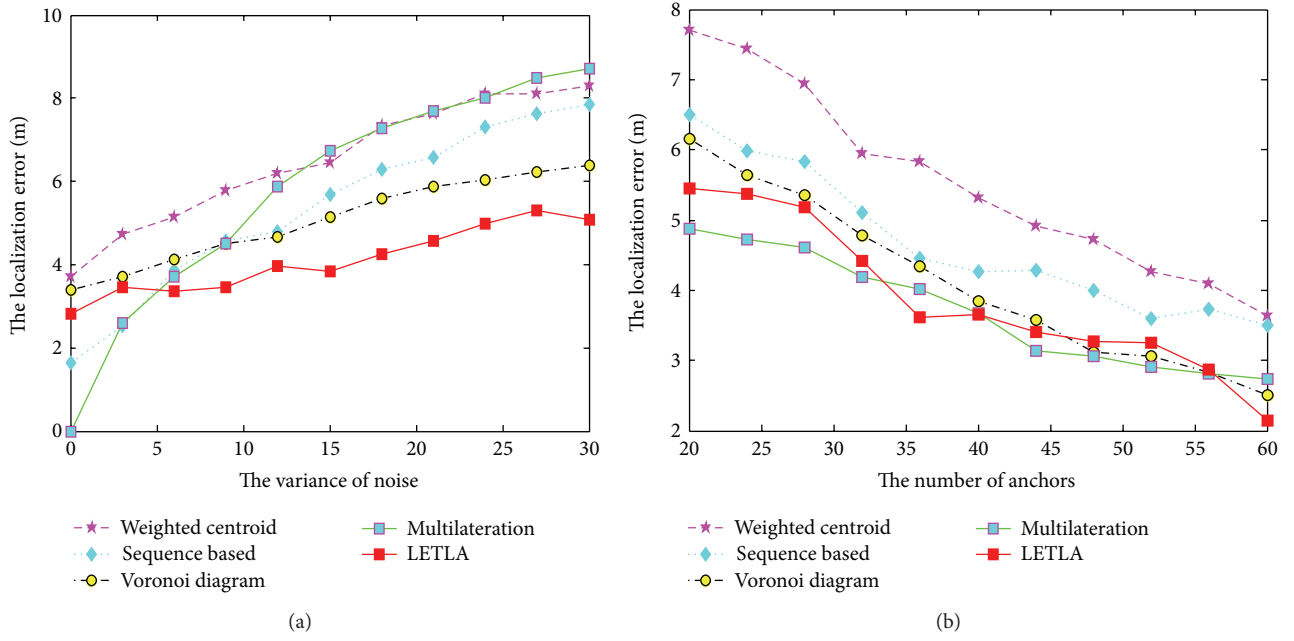 10
8
6
4
2
0
The localization error (m)
0 5 10 15 20 25 30
The variance of noise
Weighted centroid
Sequence based
Voronoi diagram
Multilateration
LETLA
(a)
8
7
6
5
4
3
2
The localization error (m)
20 25 30 35 40 45 50 55 60
The number of anchors
Weighted centroid
Sequence based
Voronoi diagram
Multilateration
LETLA
(b)